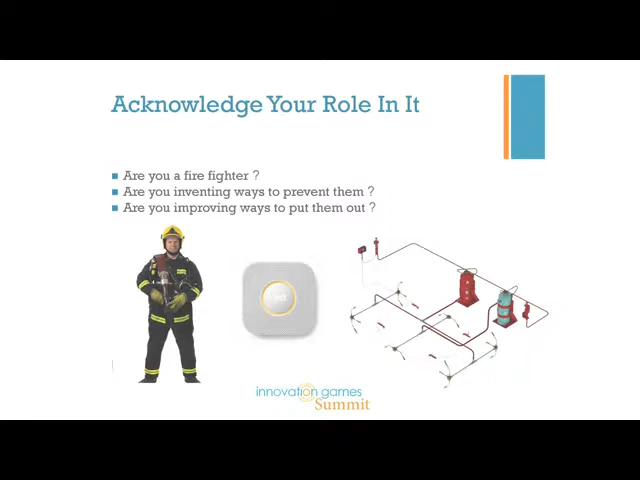 Acknowledge Your Role In It
Are you a fire fighter ?
Are you inventing ways to prevent them ?
Are you improving ways to put them out ?
innovation games
Summit